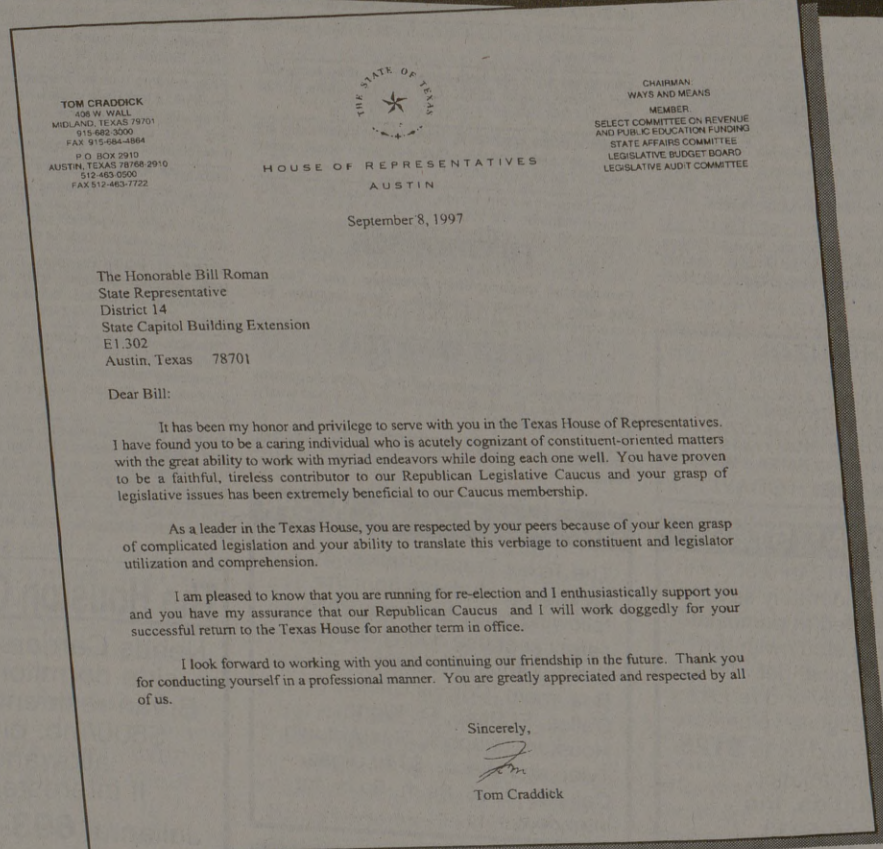 TOM CRADDICK
406 W. WALL
MIDLAND, TEXAS 79701
915-682-3000
FAX 915-684-4864
P O BOX 2910
AUSTIN, TEXAS 78768-2910
512-463-0500
FAX 512-463-7722
THE STATE OF TEXAS
HOUSE OF REPRESENTATIVES
AUSTIN
CHAIRMAN:
WAYS AND MEANS
MEMBER:
SELECT COMMITTEE ON REVENUE
AND PUBLIC EDUCATION FUNDING
STATE AFFAIRS COMMITTEE
LEGISLATIVE BUDGET BOARD
LEGISLATIVE AUDIT COMMITTEE
September 8, 1997
The Honorable Bill Roman
State Representative
District 14
State Capitol Building Extension
E1.302
Austin, Texas 78701
Dear Bill:
It has been my honor and privilege to serve with you in the Texas House of Representatives.
I have found you to be a caring individual who is acutely cognizant of constituent-oriented matters
with the great ability to work with myriad endeavors while doing each one well. You have proven
to be a faithful, tireless contributor to our Republican Legislative Caucus and your grasp of
legislative issues has been extremely beneficial to our Caucus membership.
As a leader in the Texas House, you are respected by your peers because of your keen grasp
of complicated legislation and your ability to translate this verbiage to constituent and legislator
utilization and comprehension.
I am pleased to know that you are running for re-election and I enthusiastically support you
and you have my assurance that our Republican Caucus and I will work doggedly for your
successful return to the Texas House for another term in office.
I look forward to working with you and continuing our friendship in the future. Thank you
for conducting yourself in a professional manner. You are greatly appreciated and respected by all
of us.
Sincerely,
Tom
Tom Craddick